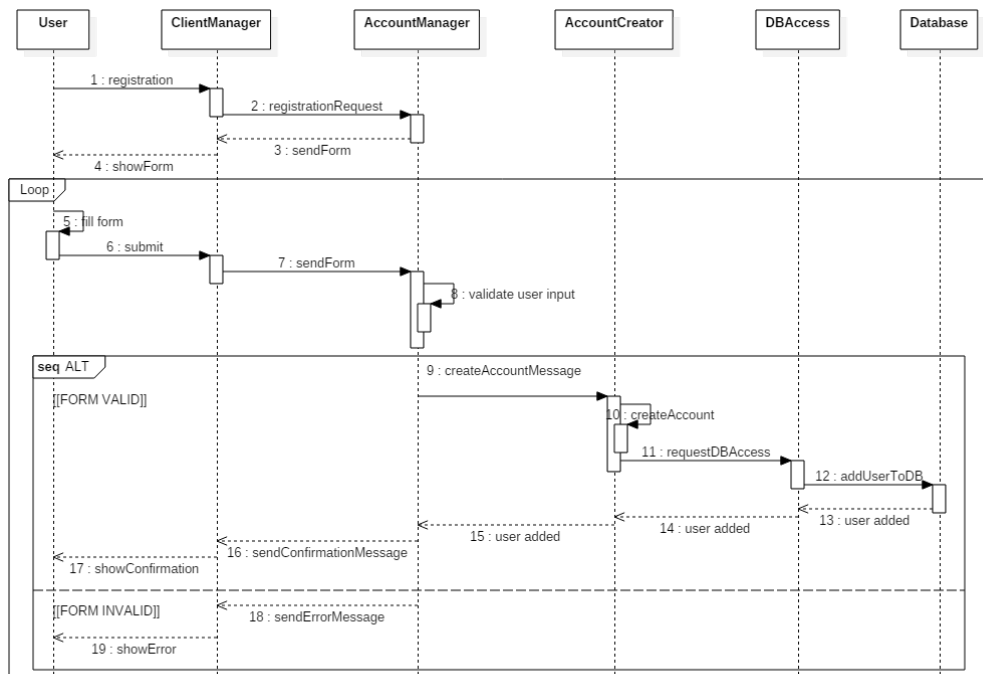 User ClientManager AccountManager AccountCreator DBAccess Database
1 : registration
2 : registrationRequest
3 : sendForm
4 : showForm
Loop
5 : fill form
6 : submit
7 : sendForm
8 : validate user input
seq ALT
9 : createAccountMessage
[[FORM VALID]]
10 : createAccount
11 : requestDBAccess
12 : addUserToDB
13 : user added
14 : user added
15 : user added
16 : sendConfirmationMessage
17 : showConfirmation
[[FORM INVALID]]
18 : sendErrorMessage
19 : showError